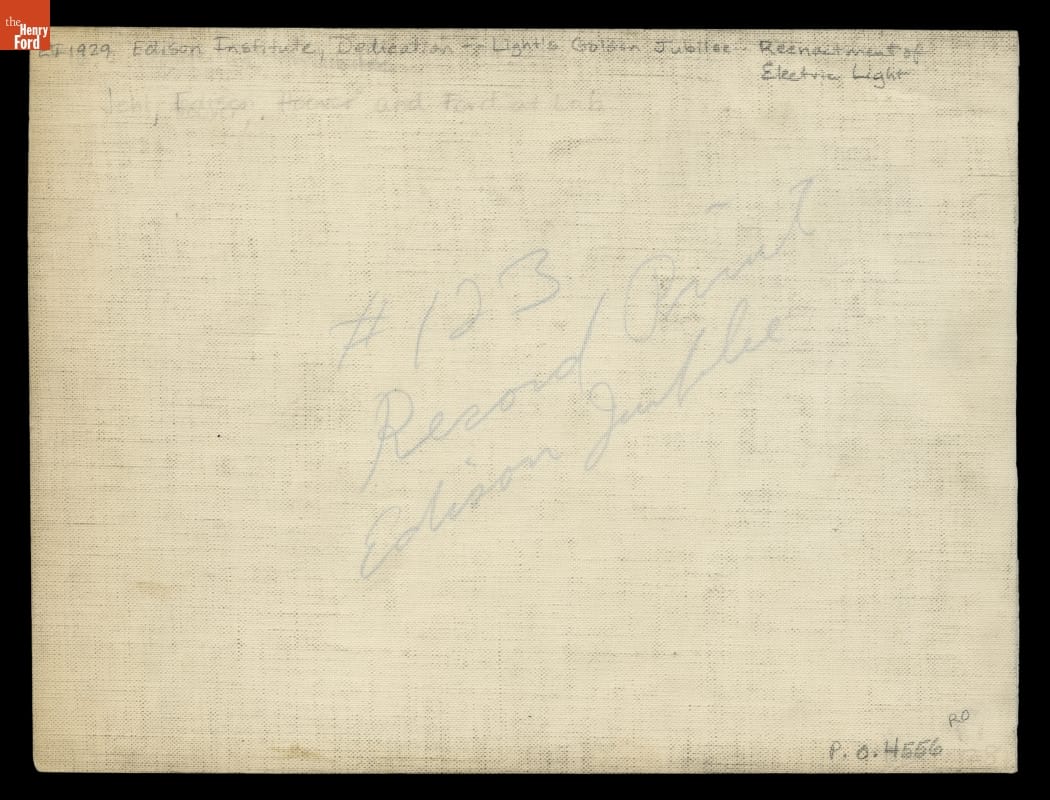 the
Henry
Ford
1929 Edison Institute, Dedication + Light's Golden Jubilee - Reenactment of
Electric Light
Jehl, Edison, Hoover and Ford at Lab
#123
Record Print
Edison Jubilee
RO
P.O.4556